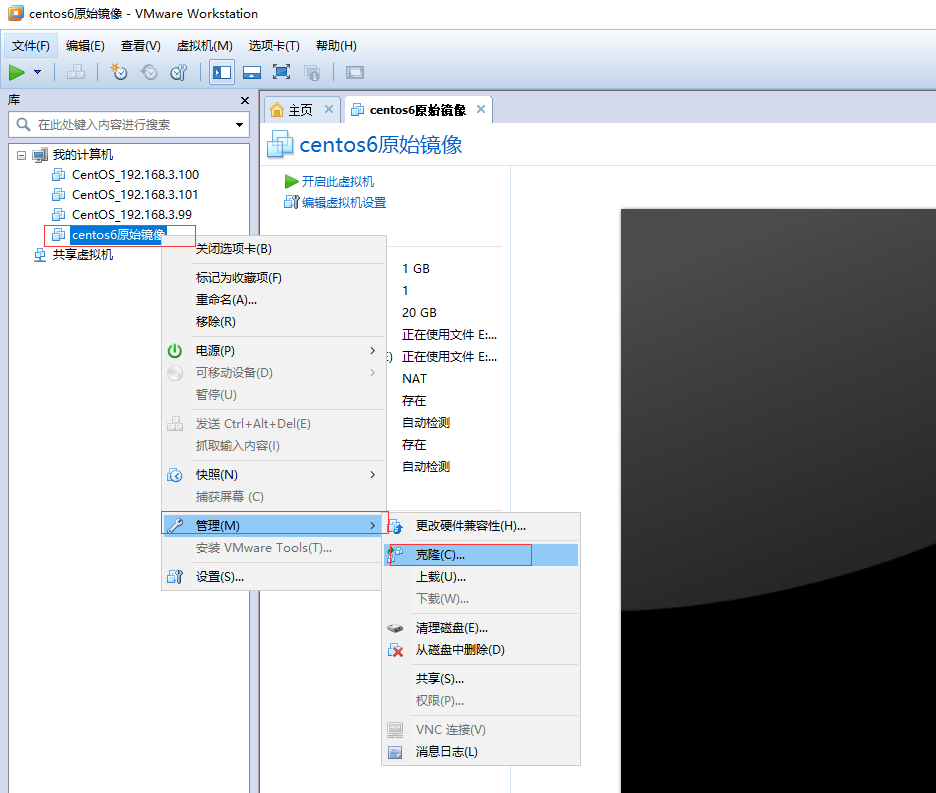 centos6原始镜像 - VMware Workstation
文件(F) 编辑(E) 查看(V) 虚拟机(M) 选项卡(T) 帮助(H)
库
在此处键入内容进行搜索
主页 centos6原始镜像
centos6原始镜像
我的计算机
CentOS_192.168.3.100
CentOS_192.168.3.101
CentOS_192.168.3.99
centos6原始镜像
共享虚拟机
开启此虚拟机
编辑虚拟机设置
1 GB
1
20 GB
正在使用文件 E:...
正在使用文件 E:...
NAT
存在
自动检测
存在
自动检测
关闭选项卡(B)
标记为收藏项(F)
重命名(A)...
移除(R)
电源(P)
可移动设备(D)
暂停(U)
发送 Ctrl+Alt+Del(E)
抓取输入内容(I)
快照(N)
捕获屏幕 (C)
管理(M)
安装 VMware Tools(T)...
设置(S)...
更改硬件兼容性(H)...
克隆(C)...
上载(U)...
下载(W)...
清理磁盘(E)...
从磁盘中删除(D)
共享(S)...
权限(P)...
VNC 连接(V)
消息日志(L)